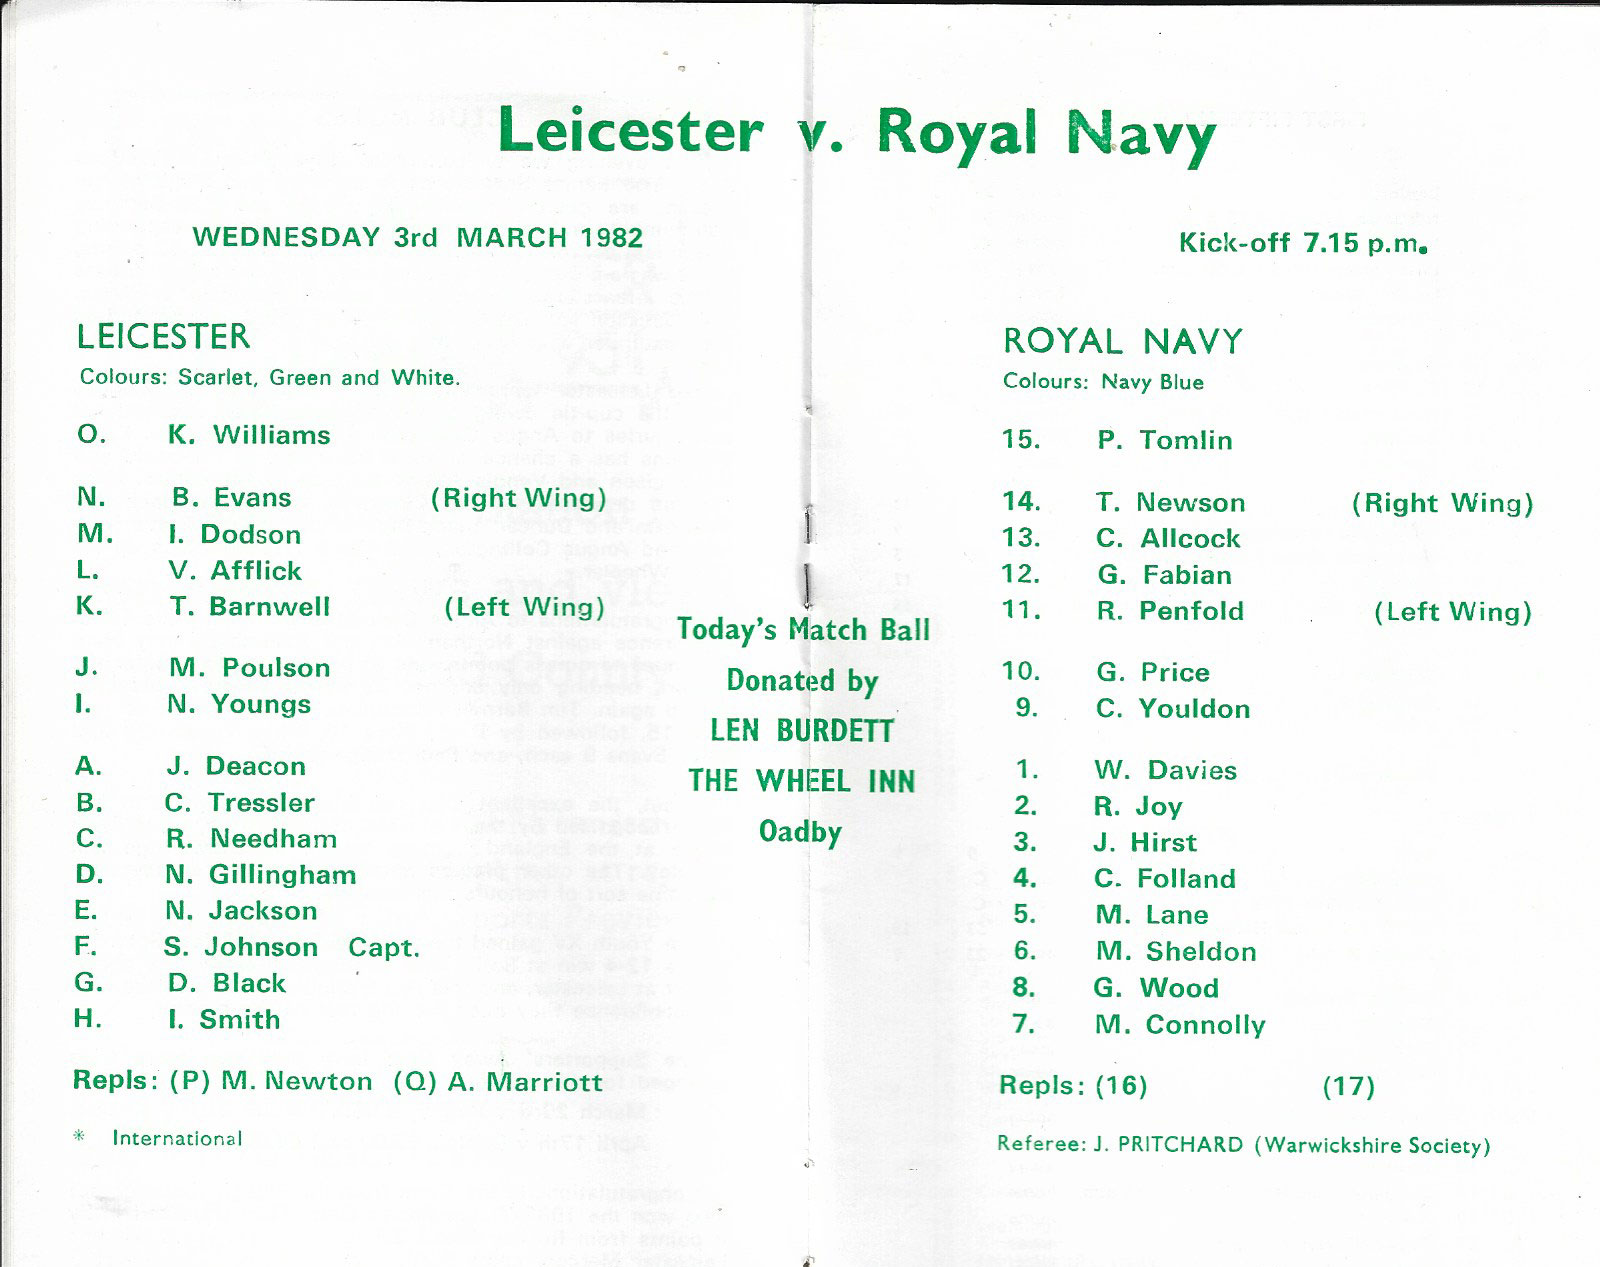 Leicester v. Royal Navy
WEDNESDAY 3rd MARCH 1982
Kick-off 7.15 p.m.
LEICESTER
Colours: Scarlet, Green and White.
O. K. Williams
N. B. Evans (Right Wing)
M. I. Dodson
L. V. Afflick
K. T. Barnwell (Left Wing)
J. M. Poulson
I. N. Youngs
A. J. Deacon
B. C. Tressler
C. R. Needham
D. N. Gillingham
E. N. Jackson
F. S. Johnson Capt.
G. D. Black
H. I. Smith
Repls: (P) M. Newton (Q) A. Marriott
* International
Today's Match Ball
Donated by
LEN BURDETT
THE WHEEL INN
Oadby
ROYAL NAVY
Colours: Navy Blue
15. P. Tomlin
14. T. Newson (Right Wing)
13. C. Allcock
12. G. Fabian
11. R. Penfold (Left Wing)
10. G. Price
9. C. Youldon
1. W. Davies
2. R. Joy
3. J. Hirst
4. C. Folland
5. M. Lane
6. M. Sheldon
8. G. Wood
7. M. Connolly
Repls: (16) (17)
Referee: J. PRITCHARD (Warwickshire Society)